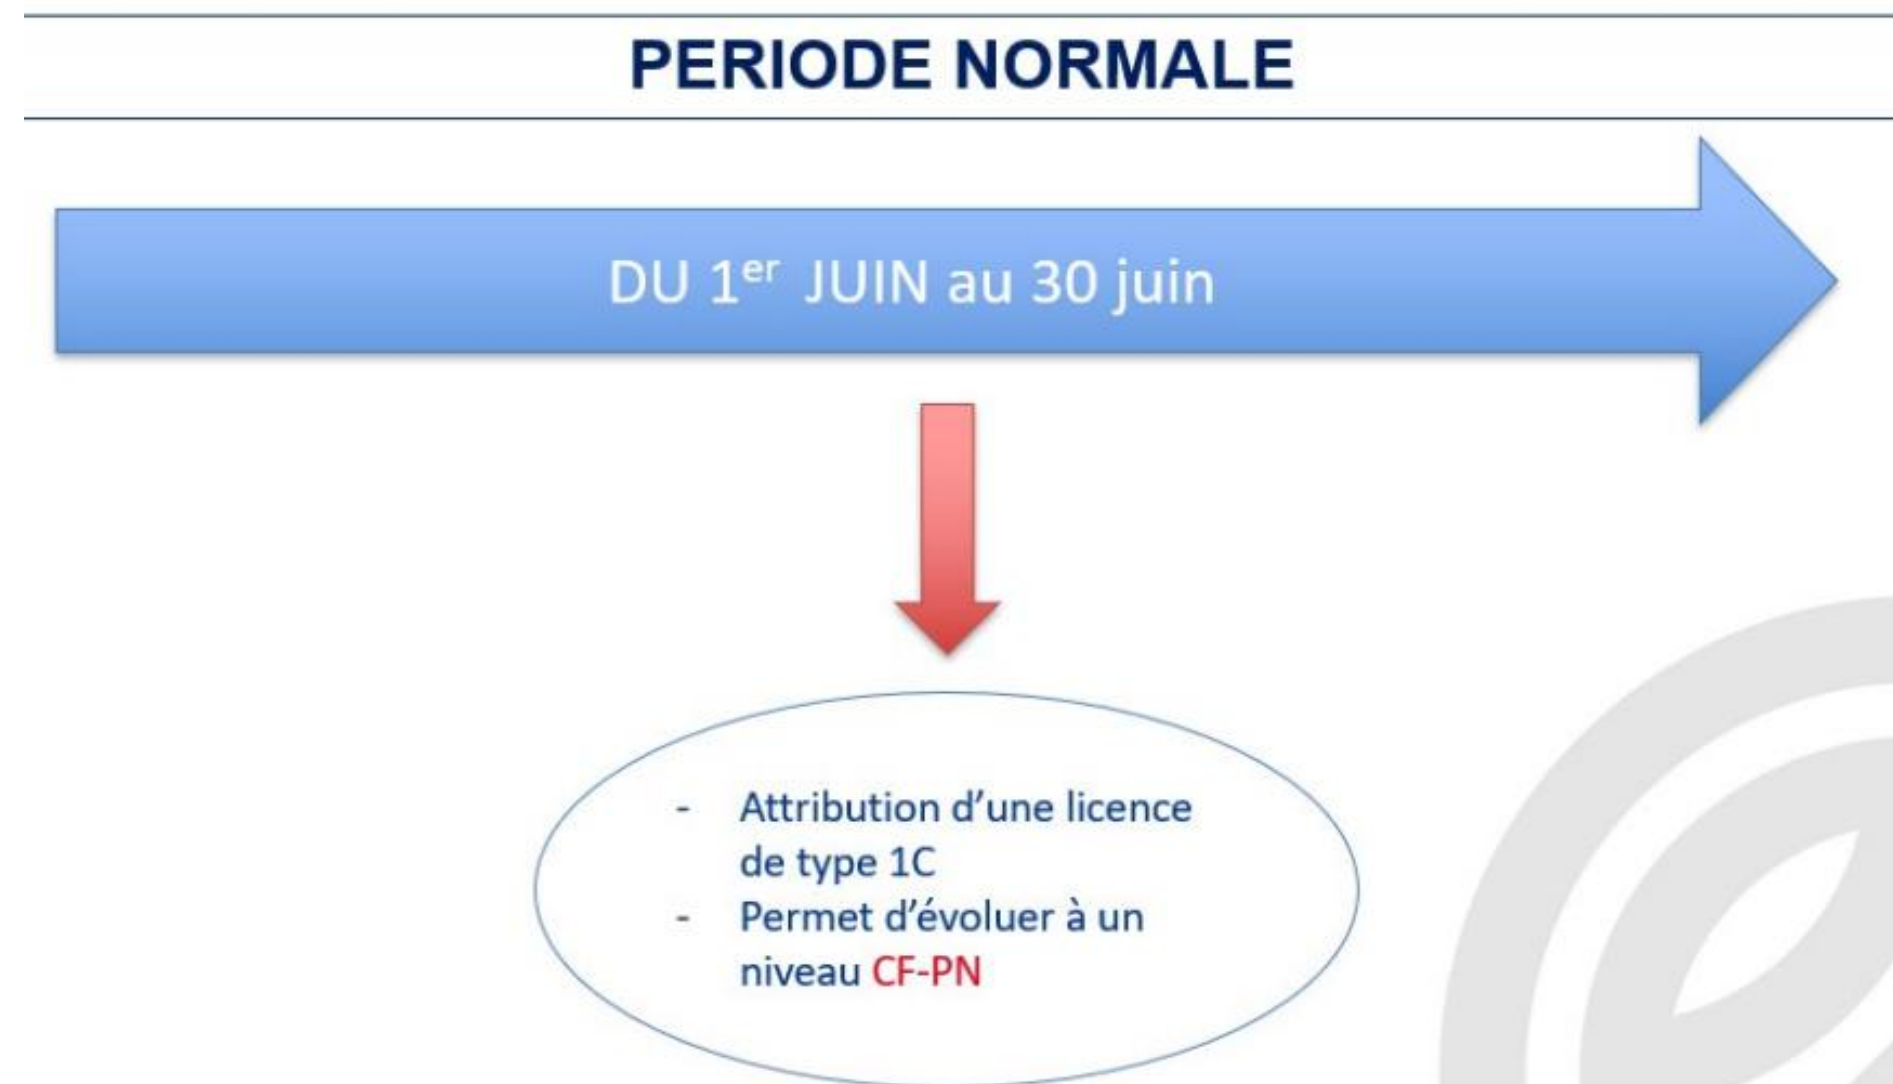 PERIODE NORMALE
DU 1er JUIN au 30 juin
- Attribution d’une licence
de type 1C
- Permet d’évoluer à un
niveau CF-PN